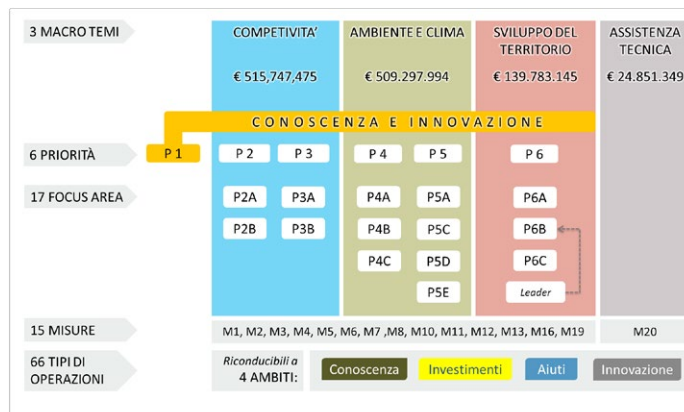 3 MACRO TEMI
COMPETIVITA'
AMBIENTE E CLIMA
SVILUPPO DEL
TERRITORIO
ASSISTENZA
TECNICA
€ 515,747,475
€ 509.297.994
€ 139.783.145
€ 24.851.349
CONOSCENZA E INNOVAZIONE
6 PRIORITÀ
P 1
P 2
P 3
P 4
P 5
P 6
17 FOCUS AREA
P2A
P3A
P4A
P5A
P6A
P2B
P3B
P4B
P5C
P6B
P4C
P5D
P6C
P5E
Leader
15 MISURE
M1, M2, M3, M4, M5, M6, M7 ,M8, M10, M11, M12, M13, M16, M19
M20
66 TIPI DI
OPERAZIONI
Riconducibili a
4 AMBITI:
Conoscenza
Investimenti
Aiuti
Innovazione